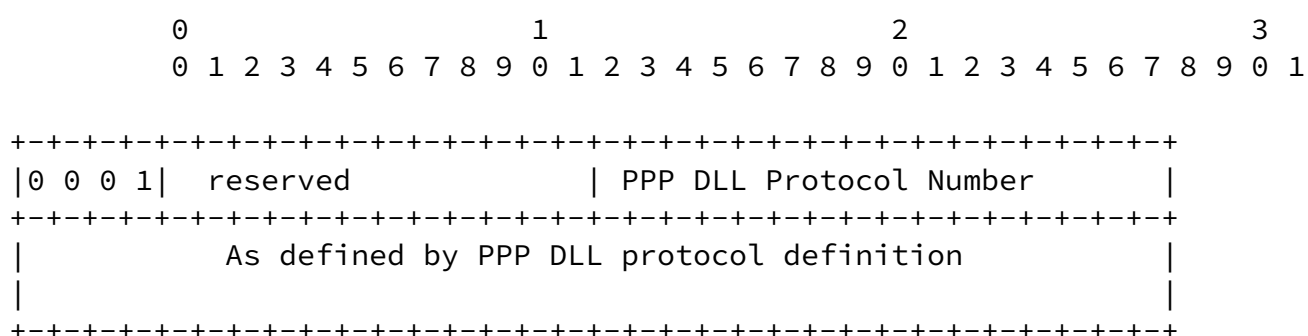 0                   1                   2                   3
0 1 2 3 4 5 6 7 8 9 0 1 2 3 4 5 6 7 8 9 0 1 2 3 4 5 6 7 8 9 0 1
+-+-+-+-+-+-+-+-+-+-+-+-+-+-+-+-+-+-+-+-+-+-+-+-+-+-+-+-+-+-+-+-+
|0 0 0 1|  reserved             | PPP DLL Protocol Number       |
+-+-+-+-+-+-+-+-+-+-+-+-+-+-+-+-+-+-+-+-+-+-+-+-+-+-+-+-+-+-+-+-+
|           As defined by PPP DLL protocol definition           |
|                                                               |
+-+-+-+-+-+-+-+-+-+-+-+-+-+-+-+-+-+-+-+-+-+-+-+-+-+-+-+-+-+-+-+-+